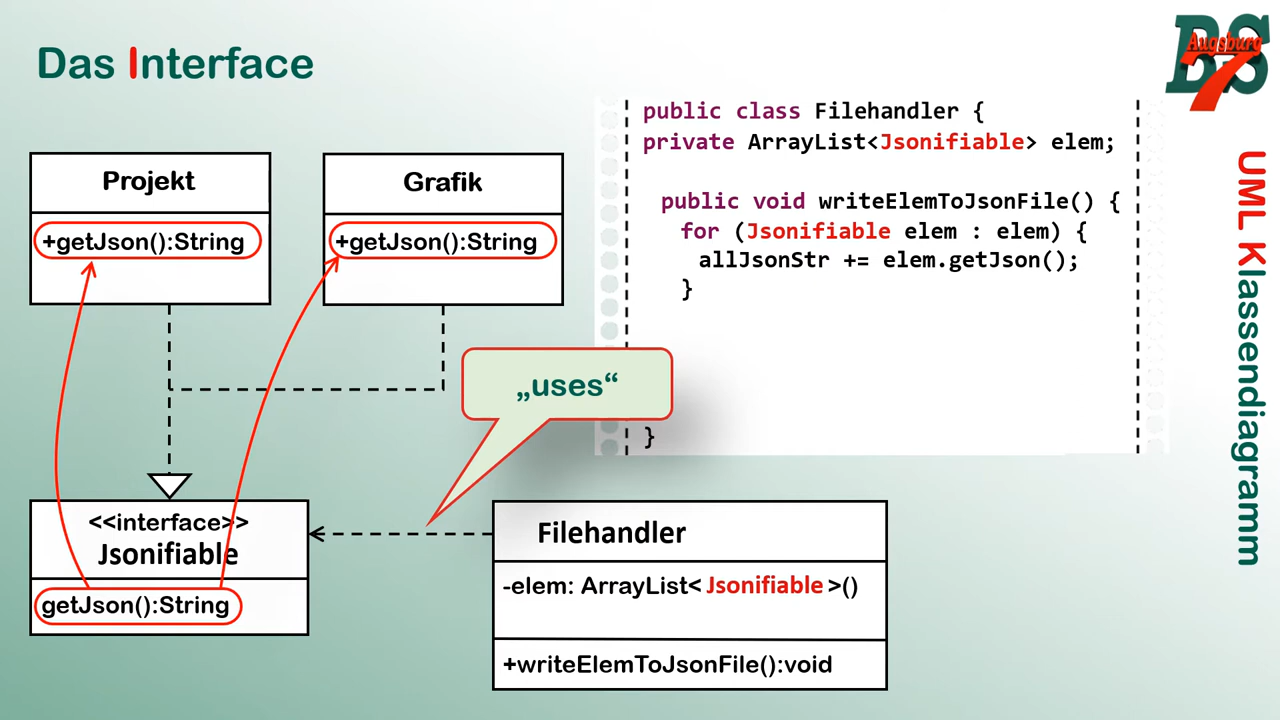 Das Interface
Augsburg
BS
7
UML Klassendiagramm
Projekt
+getJson():String
Grafik
+getJson():String
public class Filehandler {
private ArrayList<Jsonifiable> elem;
public void writeElemToJsonFile() {
for (Jsonifiable elem : elem) {
allJsonStr += elem.getJson();
}
}
„uses“
<<interface>>
Jsonifiable
getJson():String
Filehandler
-elem: ArrayList<Jsonifiable>()
+writeElemToJsonFile():void